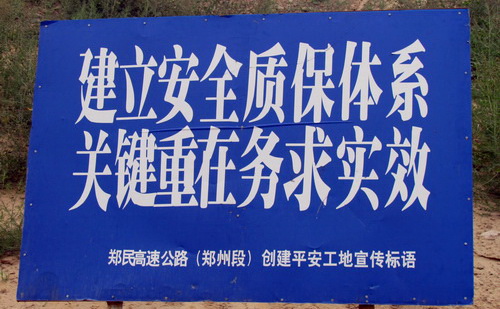 建立安全质保体系
关键重在务求实效
郑民高速公路（郑州段）创建平安工地宣传标语